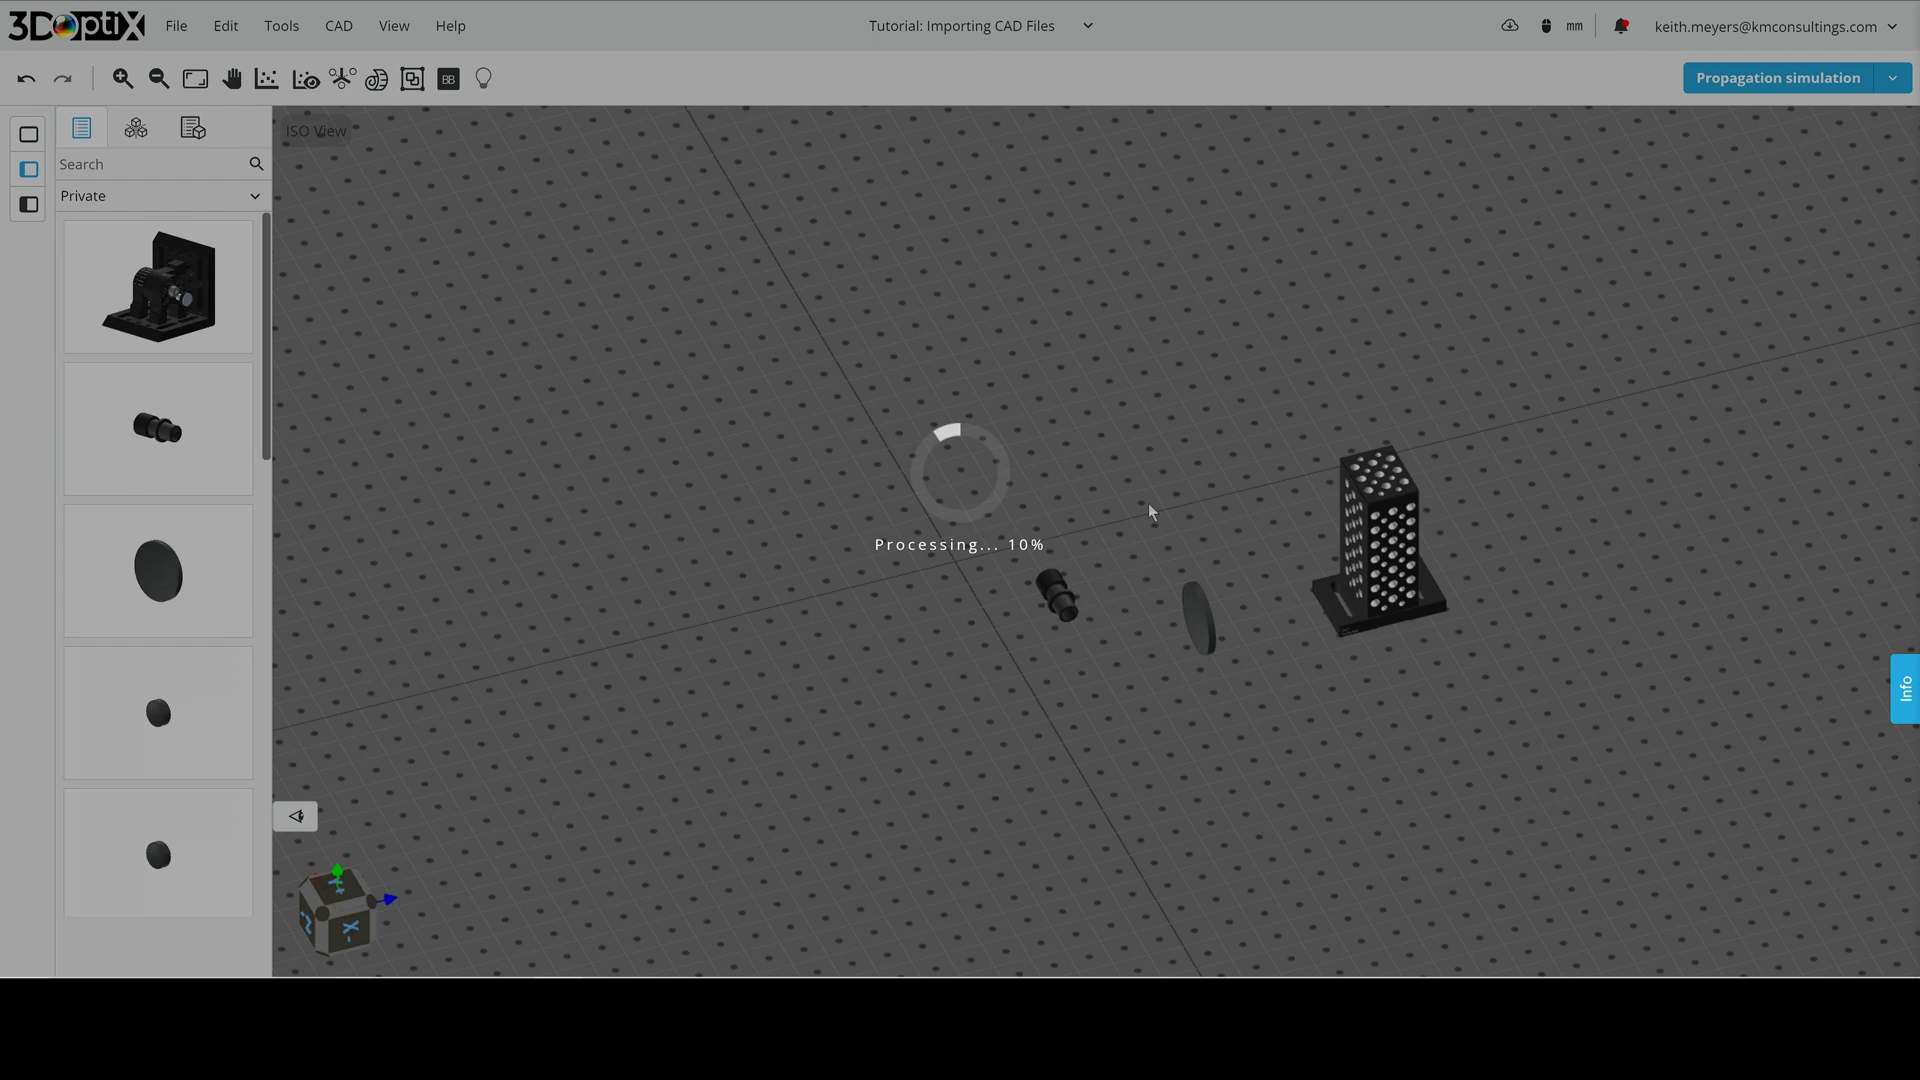 3DOptiX
File Edit Tools CAD View Help
Tutorial: Importing CAD Files
mm
keith.meyers@kmconsultings.com
BB
Propagation simulation
Search
Private
ISO View
Processing... 10%
Info